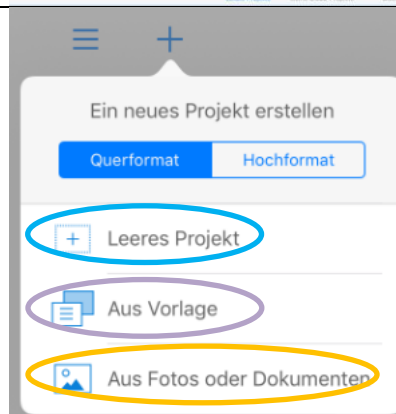 Ein neues Projekt erstellen
Querformat Hochformat
Leeres Projekt
Aus Vorlage
Aus Fotos oder Dokumenten